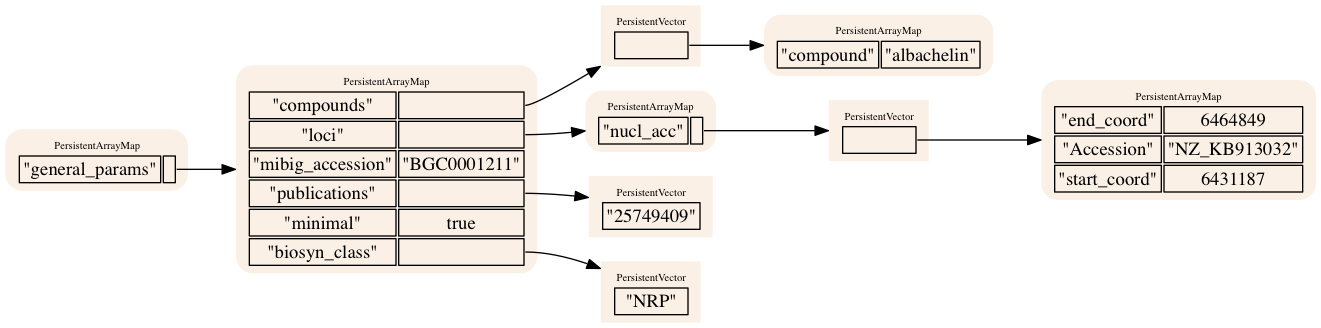 PersistentArrayMap
"general_params"
PersistentArrayMap
"compounds"
"loci"
"mibig_accession" "BGC0001211"
"publications"
"minimal" true
"biosyn_class"
PersistentVector
PersistentArrayMap
"compound" "albachelin"
PersistentArrayMap
"nucl_acc"
PersistentVector
PersistentArrayMap
"end_coord" 6464849
"Accession" "NZ_KB913032"
"start_coord" 6431187
PersistentVector
"25749409"
PersistentVector
"NRP"